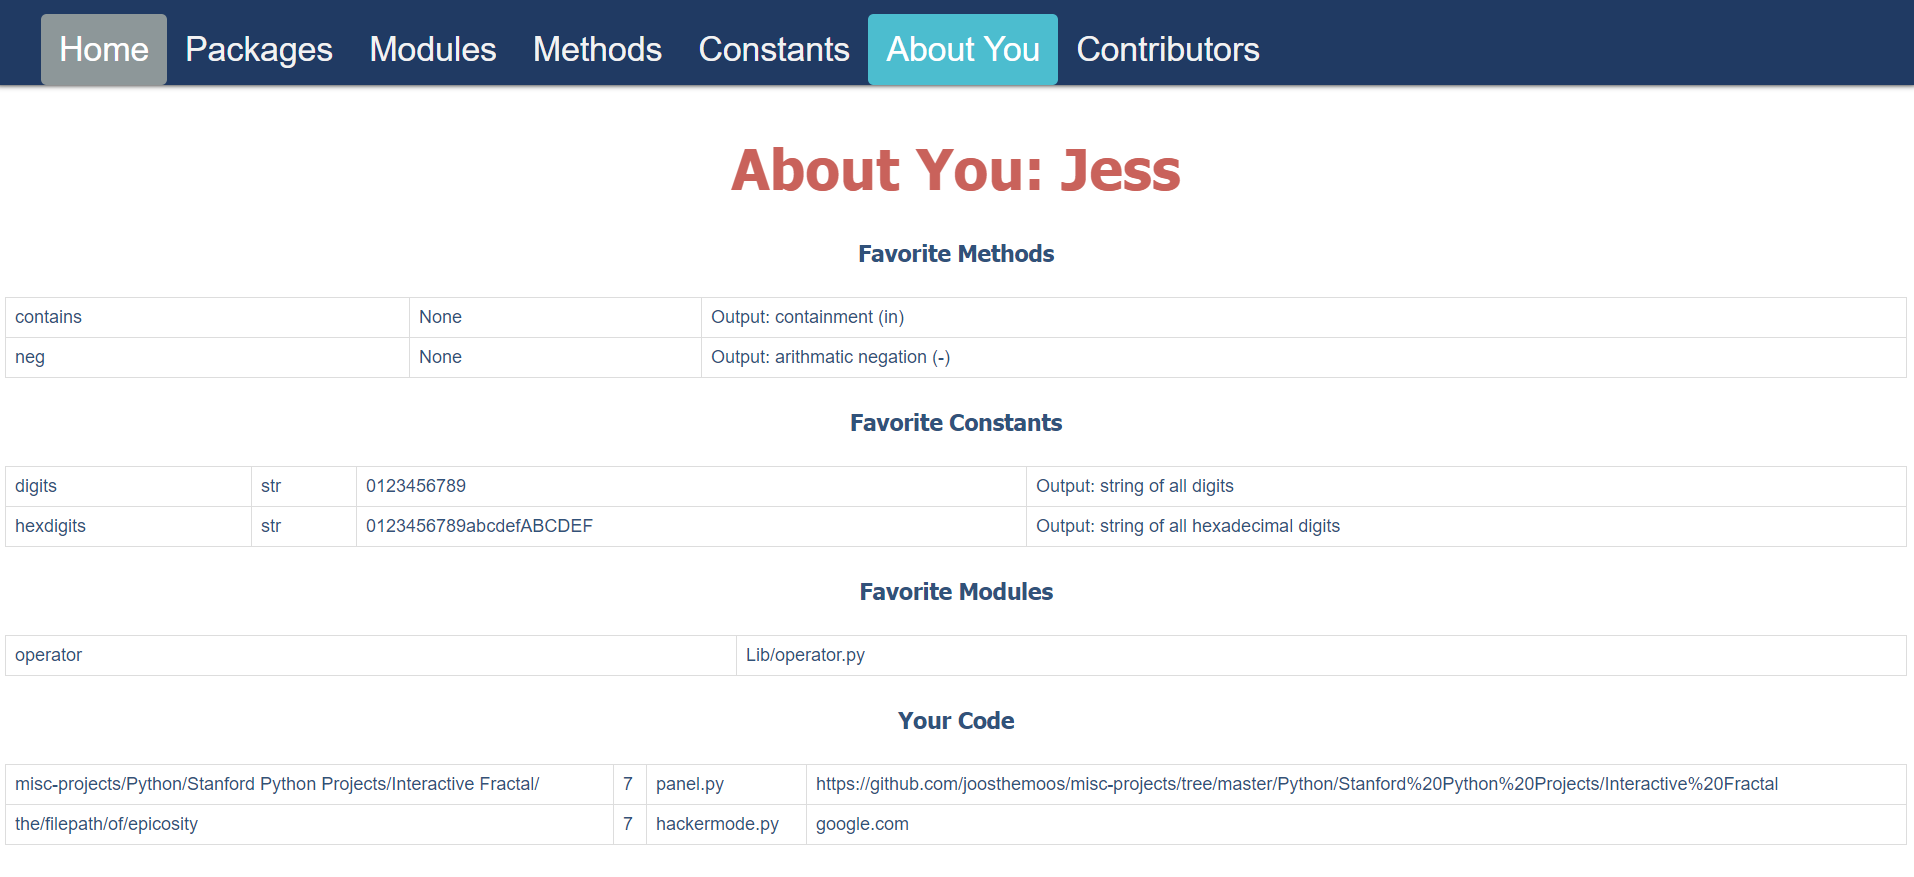 Home Packages Modules Methods Constants About You Contributors
About You: Jess
Favorite Methods
contains None Output: containment (in)
neg None Output: arithmatic negation (-)
Favorite Constants
digits str 0123456789 Output: string of all digits
hexdigits str 0123456789abcdefABCDEF Output: string of all hexadecimal digits
Favorite Modules
operator Lib/operator.py
Your Code
misc-projects/Python/Stanford Python Projects/Interactive Fractal/ 7 panel.py https://github.com/joosthemoos/misc-projects/tree/master/Python/Stanford%20Python%20Projects/Interactive%20Fractal
the/filepath/of/epicosity 7 hackermode.py google.com